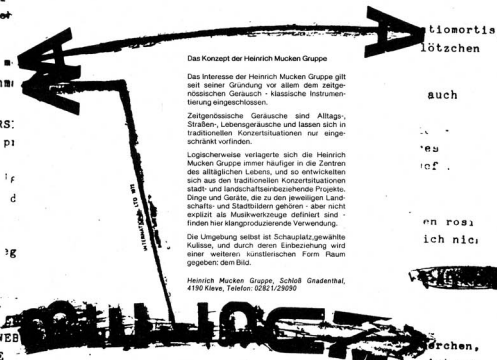 Das Konzept der Heinrich Mucken Gruppe
Das Interesse der Heinrich Mucken Gruppe gilt
seit seiner Gründung vor allem dem zeitge-
nössischen Geräusch - klassische Instrumen-
tierung eingeschlossen.
Zeitgenössische Geräusche sind Alltags-,
Straßen-, Lebensgeräusche und lassen sich in
traditionellen Konzertsituationen nur einge-
schränkt vorfinden.
Logischerweise verlagerte sich die Heinrich
Mucken Gruppe immer häufiger in die Zentren
des alltäglichen Lebens, und so entwickelten
sich aus den traditionellen Konzertsituationen
stadt- und landschaftseinbeziehende Projekte.
Dinge und Geräte, die zu den jeweiligen Land-
schafts- und Stadtbildern gehören - aber nicht
explizit als Musikwerkzeuge definiert sind -
finden hier klangproduzierende Verwendung.
Die Umgebung selbst ist Schauplatz,gewählte
Kulisse, und durch deren Einbeziehung wird
einer weiteren künstlerischen Form Raum
gegeben: dem Bild.
Heinrich Mucken Gruppe, Schloß Gnadenthal,
4190 Kleve, Telefon: 02821/29090
tiomortis
lötzchen
auch
en rosi
ich nic
erchen,
WEB
INTERNATIONAL LTD